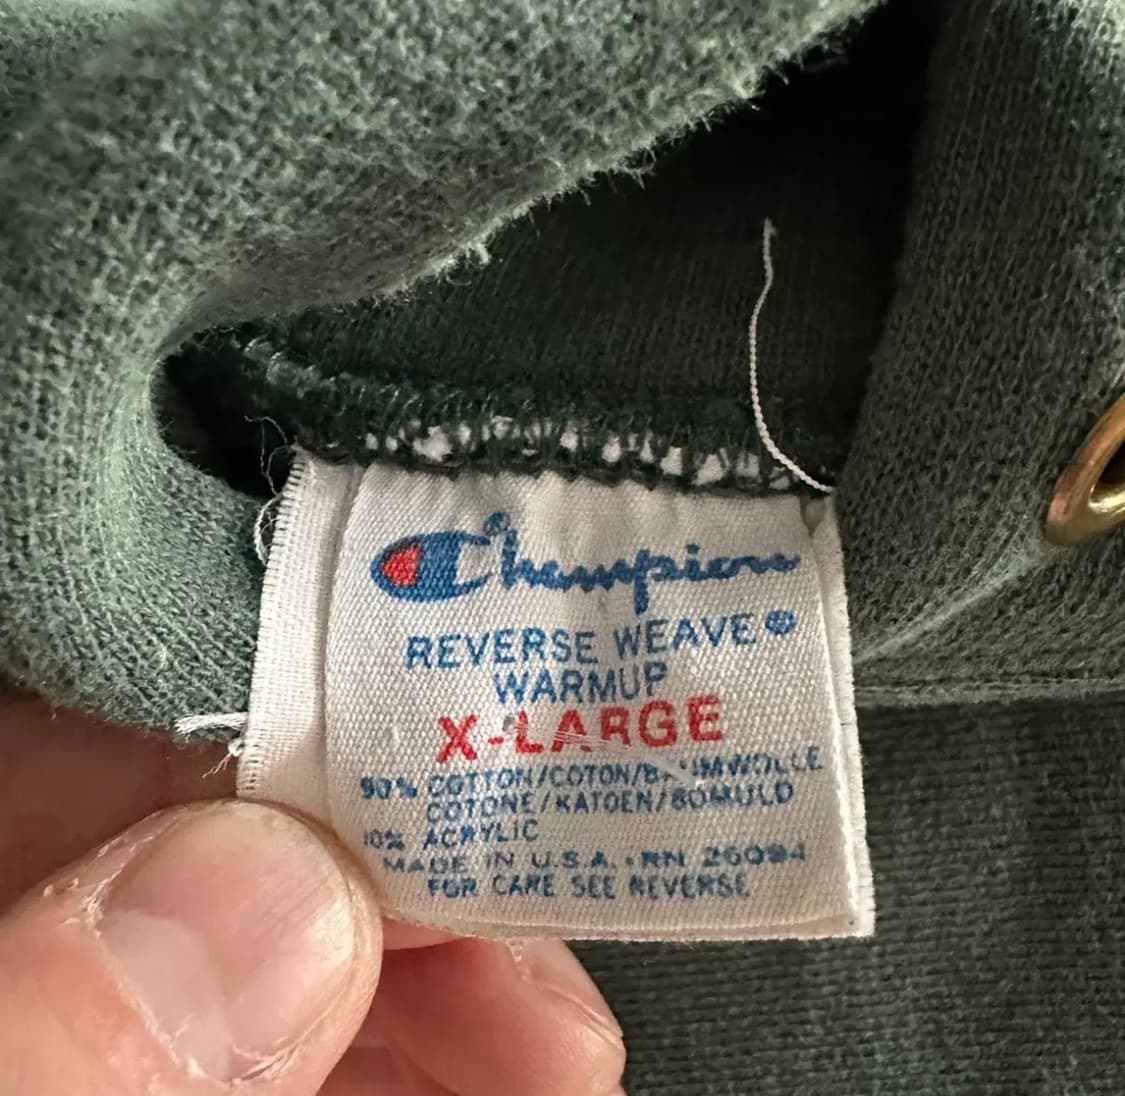 Champion®
REVERSE WEAVE®
WARMUP
X-LARGE
90% COTTON/COTON/BAUMWOLLE
COTONE/KATOEN/BOMULD
10% ACRYLIC
MADE IN U.S.A. • RN 26094
FOR CARE SEE REVERSE